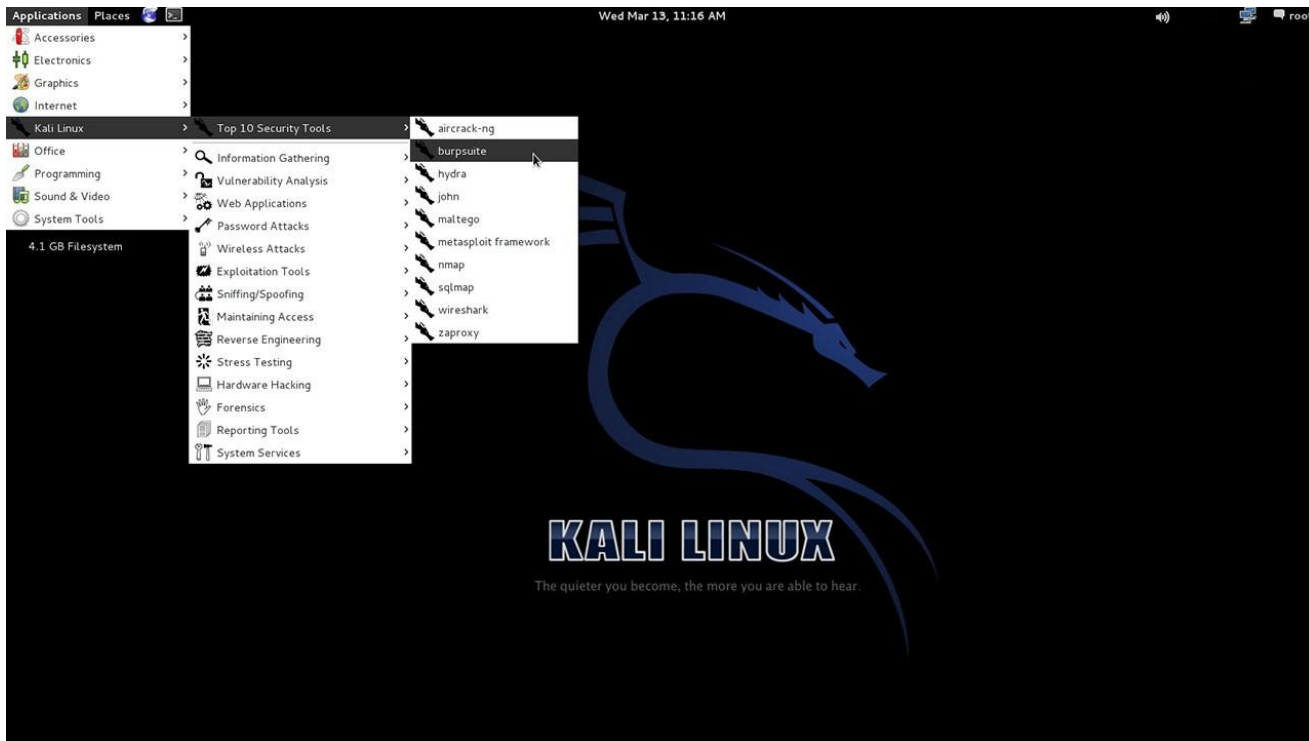 Applications Places
Wed Mar 13, 11:16 AM
Accessories
Electronics
Graphics
Internet
Kali Linux
Office
Programming
Sound & Video
System Tools
4.1 GB Filesystem
Top 10 Security Tools
Information Gathering
Vulnerability Analysis
Web Applications
Password Attacks
Wireless Attacks
Exploitation Tools
Sniffing/Spoofing
Maintaining Access
Reverse Engineering
Stress Testing
Hardware Hacking
Forensics
Reporting Tools
System Services
aircrack-ng
burpsuite
hydra
john
maltego
metasploit framework
nmap
sqlmap
wireshark
zaproxy
KALI LINUX
The quieter you become, the more you are able to hear.